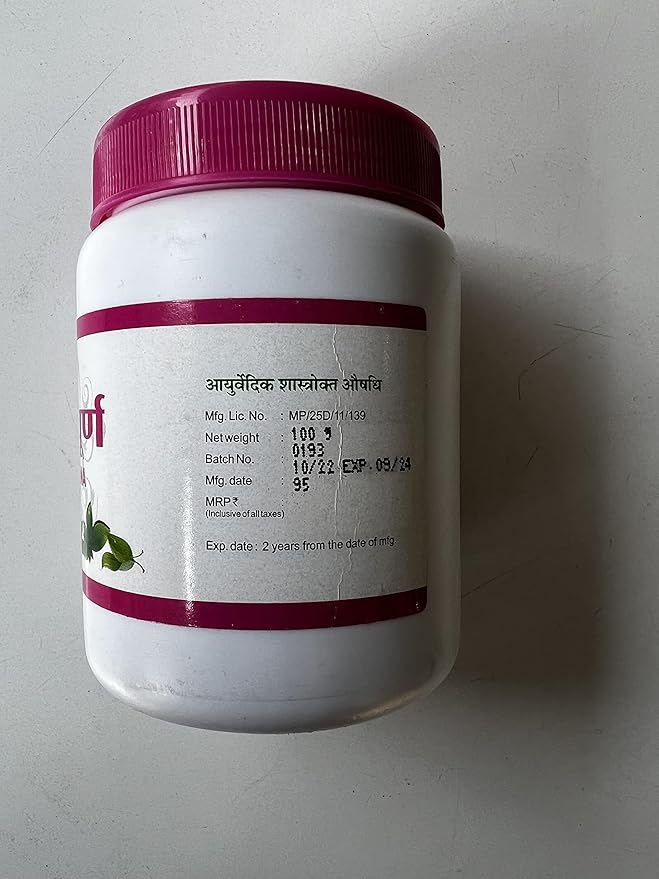 आयुर्वेदिक शास्त्रोक्त औषधि
Mfg. Lic. No. : MP/25D/11/139
Net weight : 100 g
Batch No. : 0193
Mfg. date : 10/22 EXP. 09/24
MRP ₹ : 95
(Inclusive of all taxes)
Exp. date : 2 years from the date of mfg.